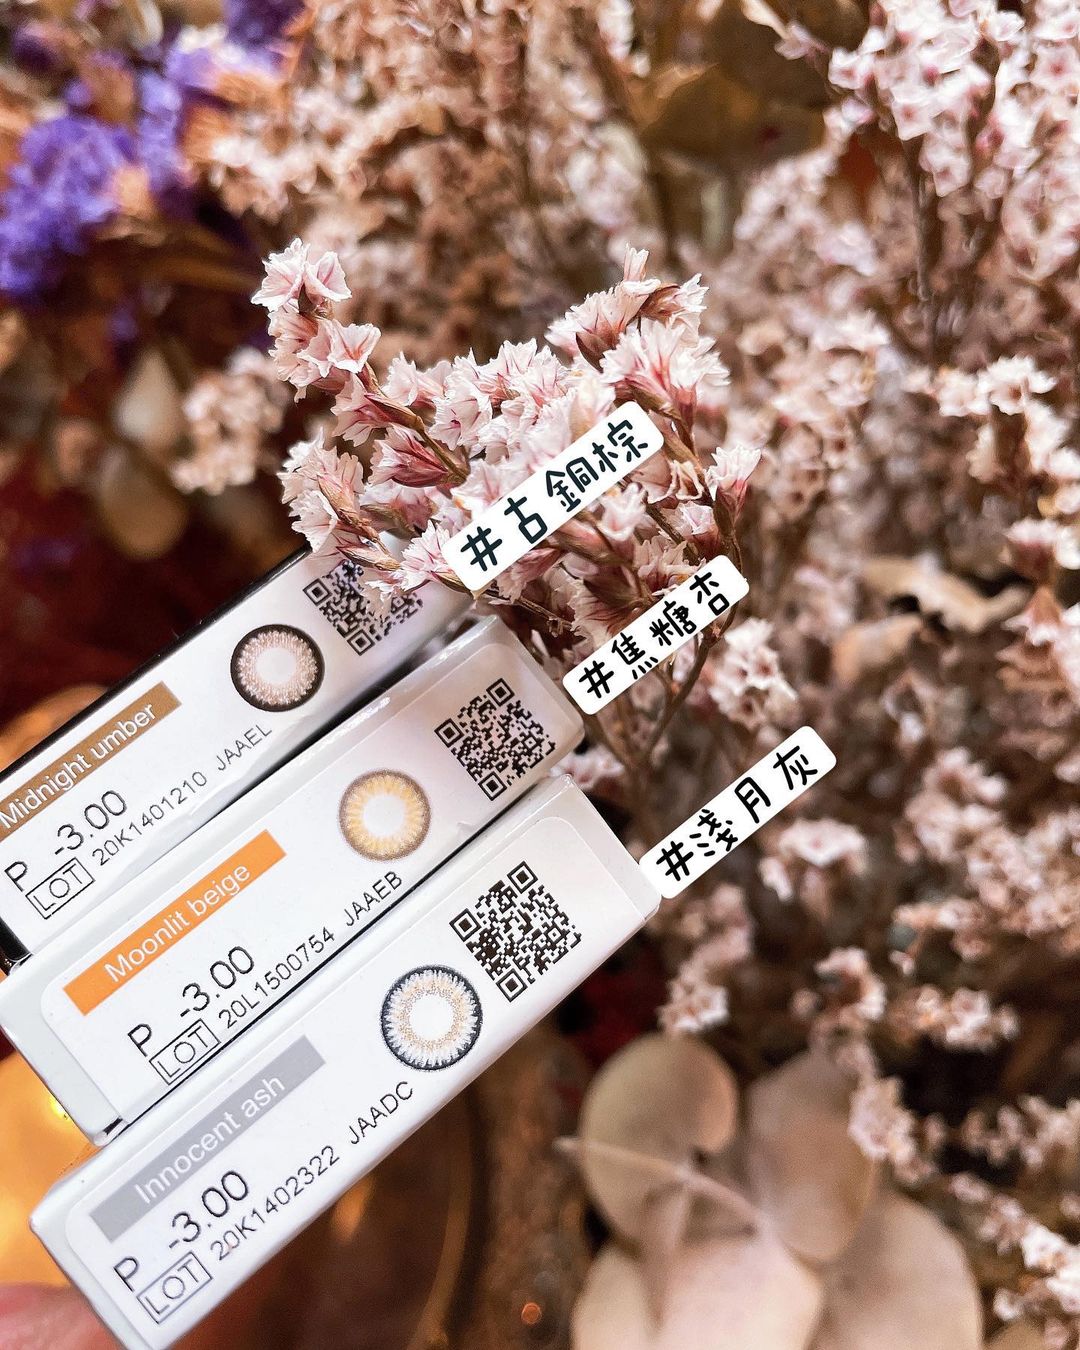 #古銅棕
#焦糖杏
#淺月灰
Midnight umber
P -3.00
LOT 20K1401210 JAAEL
Moonlit beige
P -3.00
LOT 20L1500754 JAAEB
Innocent ash
P -3.00
LOT 20K1402322 JAADC